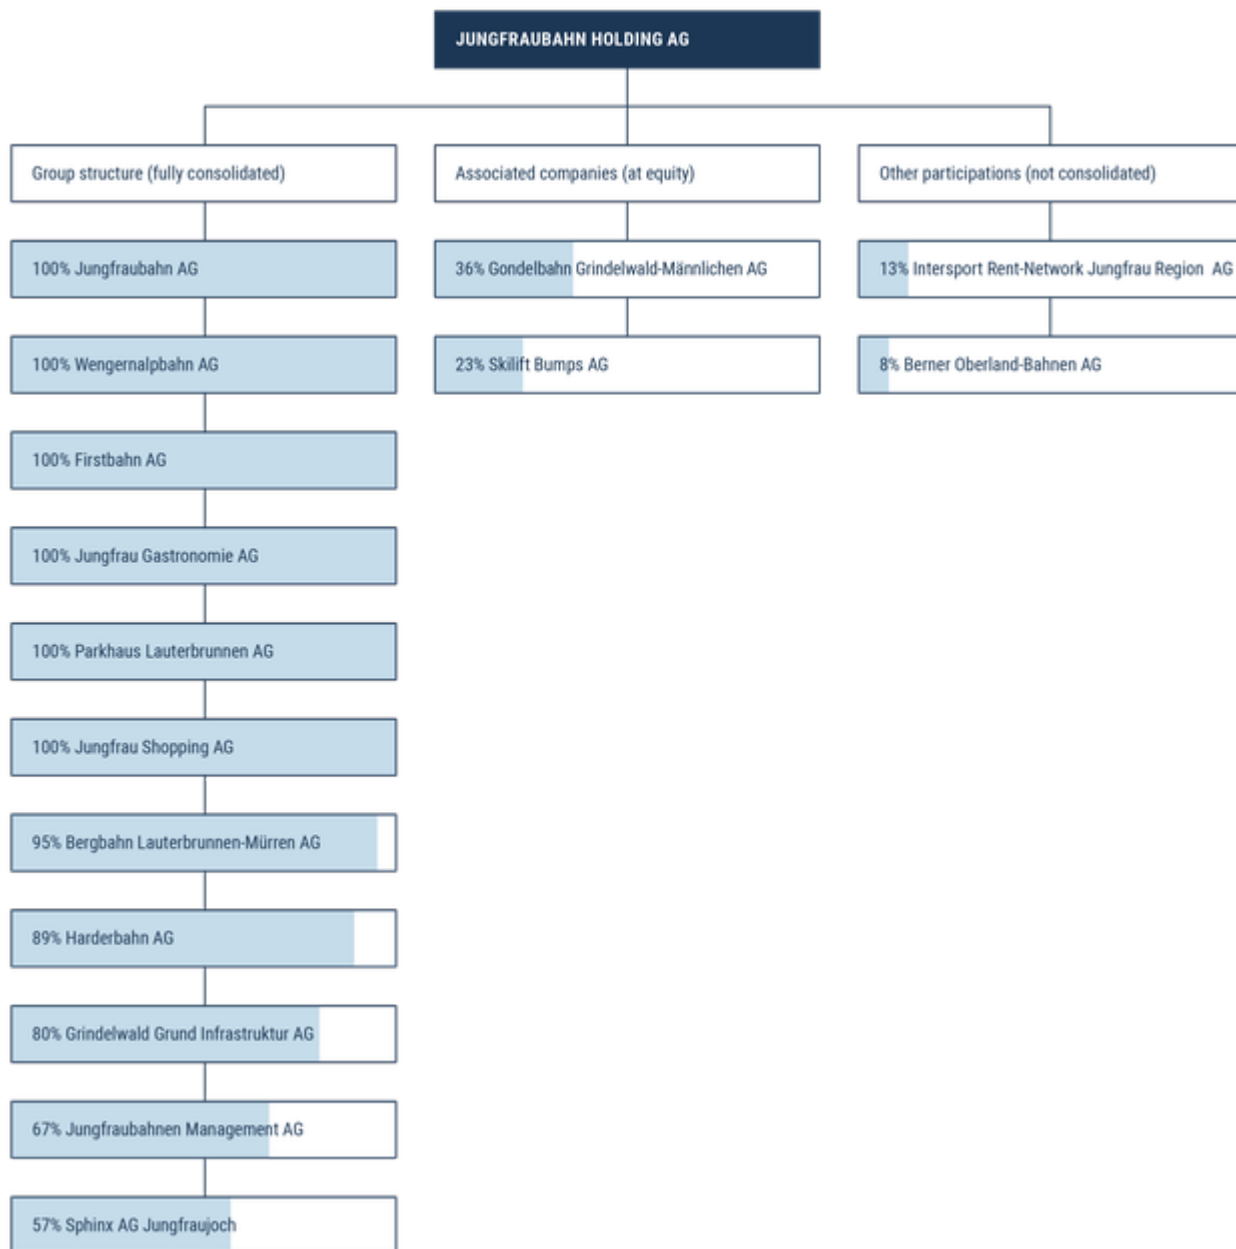 JUNGFRAUBAHN HOLDING AG
Group structure (fully consolidated)
100% Jungfraubahn AG
100% Wengernalpbahn AG
100% Firstbahn AG
100% Jungfrau Gastronomie AG
100% Parkhaus Lauterbrunnen AG
100% Jungfrau Shopping AG
95% Bergbahn Lauterbrunnen-Mürren AG
89% Harderbahn AG
80% Grindelwald Grund Infrastruktur AG
67% Jungfraubahnen Management AG
57% Sphinx AG Jungfraujoch
Associated companies (at equity)
36% Gondelbahn Grindelwald-Männlichen AG
23% Skilift Bumps AG
Other participations (not consolidated)
13% Intersport Rent-Network Jungfrau Region AG
8% Berner Oberland-Bahnen AG